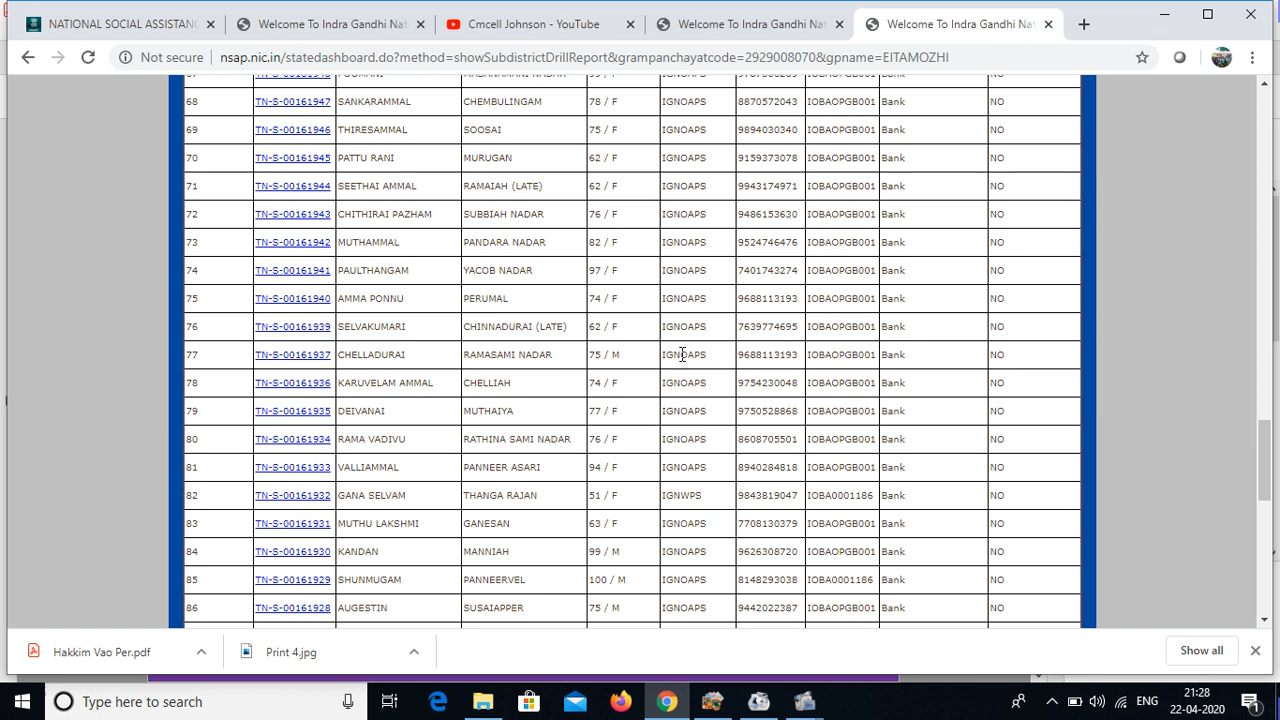 NATIONAL SOCIAL ASSISTANC
Welcome To Indra Gandhi Nat
Cmcell Johnson - YouTube
Welcome To Indra Gandhi Nat
Welcome To Indra Gandhi Nat
Not secure nsap.nic.in/statedashboard.do?method=showSubdistrictDrillReport&grampanchayatcode=2929000070&gpname=EITAMOZHI
68 TN-S-00161947 SANKARAMMAL CHEMBULINGAM 78 / F IGNOAPS 8870572043 IOBAOPGB001 Bank NO
69 TN-S-00161946 THIRESAMMAL SOOSAI 75 / F IGNOAPS 9894030340 IOBAOPGB001 Bank NO
70 TN-S-00161945 PATTU RANI MURUGAN 62 / F IGNOAPS 9159373078 IOBAOPGB001 Bank NO
71 TN-S-00161944 SEETHAI AMMAL RAMAIAH (LATE) 62 / F IGNOAPS 9943174971 IOBAOPGB001 Bank NO
72 TN-S-00161943 CHITHIRAI PAZHAM SUBBIAH NADAR 76 / F IGNOAPS 9486153630 IOBAOPGB001 Bank NO
73 TN-S-00161942 MUTHAMMAL PANDARA NADAR 82 / F IGNOAPS 9524746476 IOBAOPGB001 Bank NO
74 TN-S-00161941 PAULTHANGAM YACOB NADAR 97 / F IGNOAPS 7401743274 IOBAOPGB001 Bank NO
75 TN-S-00161940 AMMA PONNU PERUMAL 74 / F IGNOAPS 9688113193 IOBAOPGB001 Bank NO
76 TN-S-00161939 SELVAKUMARI CHINNADURAI (LATE) 62 / F IGNOAPS 7639774695 IOBAOPGB001 Bank NO
77 TN-S-00161937 CHELLADURAI RAMASAMI NADAR 75 / M IGNOAPS 9688113193 IOBAOPGB001 Bank NO
78 TN-S-00161936 KARUVELAM AMMAL CHELLIAH 74 / F IGNOAPS 9754230048 IOBAOPGB001 Bank NO
79 TN-S-00161935 DEIVANAI MUTHAIYA 77 / F IGNOAPS 9750528868 IOBAOPGB001 Bank NO
80 TN-S-00161934 RAMA VADIVU RATHINA SAMI NADAR 76 / F IGNOAPS 8608705501 IOBAOPGB001 Bank NO
81 TN-S-00161933 VALLIAMMAL PANNEER ASARI 94 / F IGNOAPS 8940284818 IOBAOPGB001 Bank NO
82 TN-S-00161932 GANA SELVAM THANGA RAJAN 51 / F IGNWPS 9843819047 IOBA0001186 Bank NO
83 TN-S-00161931 MUTHU LAKSHMI GANESAN 63 / F IGNOAPS 7708130379 IOBAOPGB001 Bank NO
84 TN-S-00161930 KANDAN MANNIAH 99 / M IGNOAPS 9626308720 IOBAOPGB001 Bank NO
85 TN-S-00161929 SHUNMUGAM PANNEERVEL 100 / M IGNOAPS 8148293038 IOBA0001186 Bank NO
86 TN-S-00161928 AUGESTIN SUSAIAPPER 75 / M IGNOAPS 9442022387 IOBAOPGB001 Bank NO
Hakkim Vao Per.pdf
Print 4.jpg
Show all
Type here to search
ENG
21:28
22-04-2020